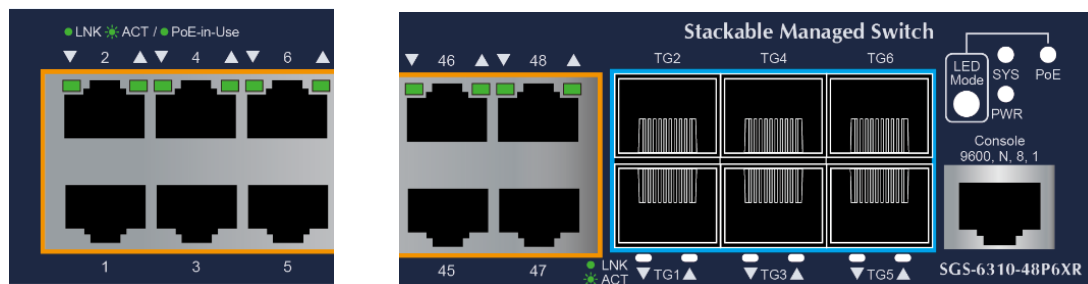 LNK ACT / PoE-in-Use
2 4 6
1 3 5
Stackable Managed Switch
46 48 TG2 TG4 TG6
LED Mode
SYS PoE
PWR
Console
9600, N, 8, 1
45 47
LNK
ACT
TG1 TG3 TG5
SGS-6310-48P6XR